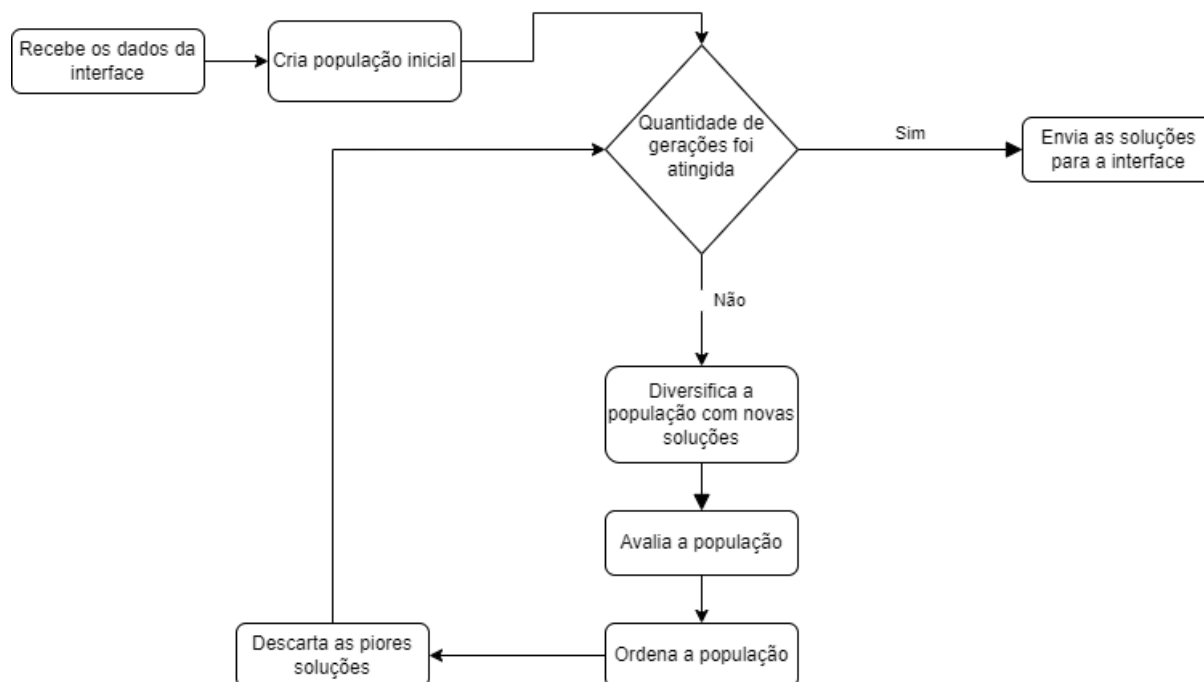 Recebe os dados da
interface
Cria população inicial
Quantidade de
gerações foi
atingida
Sim
Envia as soluções
para a interface
Não
Diversifica a
população com novas
soluções
Avalia a população
Ordena a população
Descarta as piores
soluções